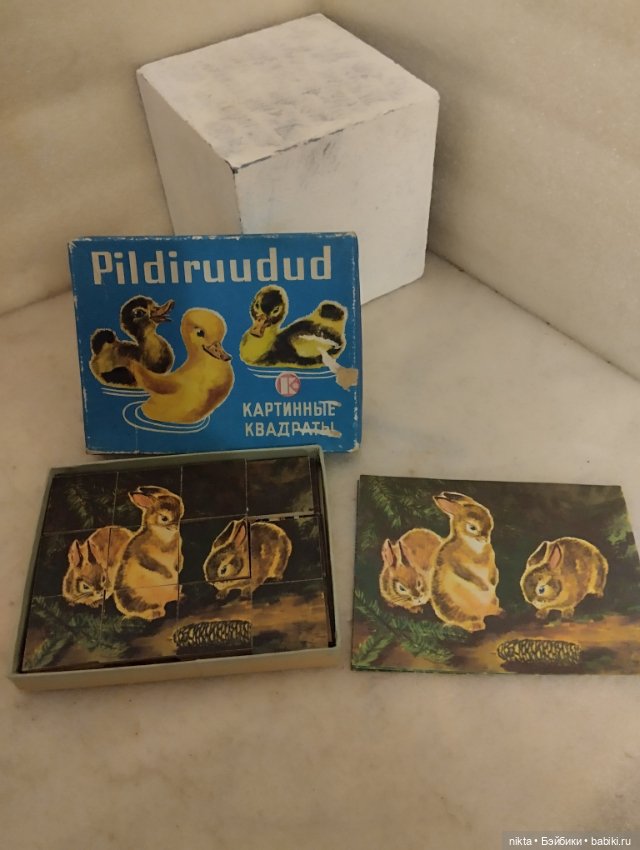 Pildiruudud
КАРТИННЫЕ
КВАДРАТЫ
nikta • Бэйбики • babiki.ru